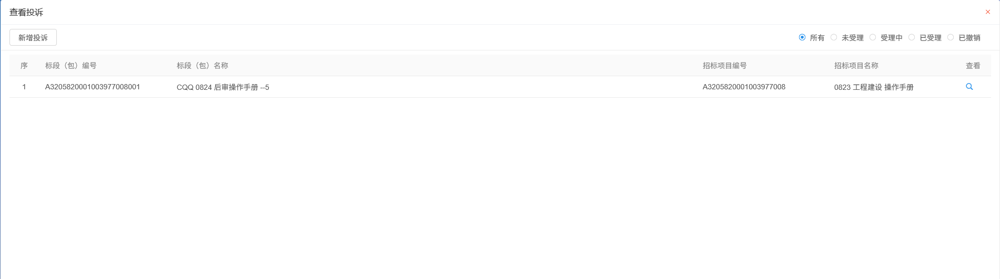 查看投诉
新增投诉 所有 未受理 受理中 已受理 已撤销
序 标段（包）编号 标段（包）名称 招标项目编号 招标项目名称 查看
1 A3205820001003977008001 CQQ 0824 后审操作手册 --5 A3205820001003977008 0823 工程建设 操作手册